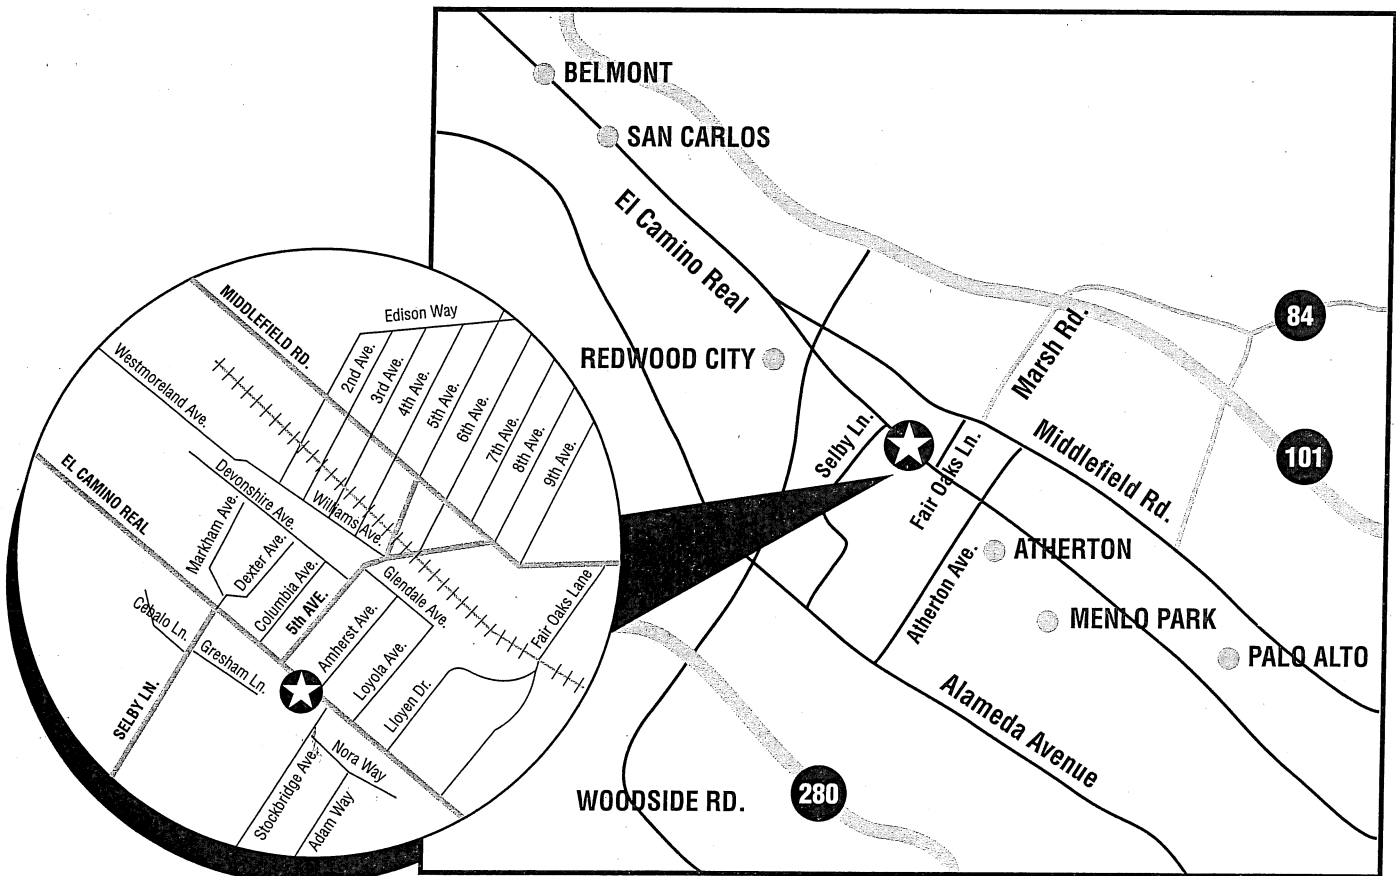 BELMONT
SAN CARLOS
El Camino Real
REDWOOD CITY
84
Marsh Rd.
101
Selby Ln.
Fair Oaks Ln.
Middlefield Rd.
ATHERTON
Atherton Ave.
MENLO PARK
PALO ALTO
Alameda Avenue
WOODSIDE RD.
280
MIDDLEFIELD RD.
Edison Way
Westmoreland Ave.
2nd Ave.
3rd Ave.
4th Ave.
5th Ave.
6th Ave.
7th Ave.
8th Ave.
9th Ave.
EL CAMINO REAL
Devonshire Ave.
Williams Ave.
Markham Ave.
Dexter Ave.
Columbia Ave.
5th AVE.
Glendale Ave.
Fair Oaks Lane
Cebalo Ln.
Gresham Ln.
Amherst Ave.
Loyola Ave.
Lloyen Dr.
SELBY LN.
Nora Way
Stockbridge Ave.
Adam Way